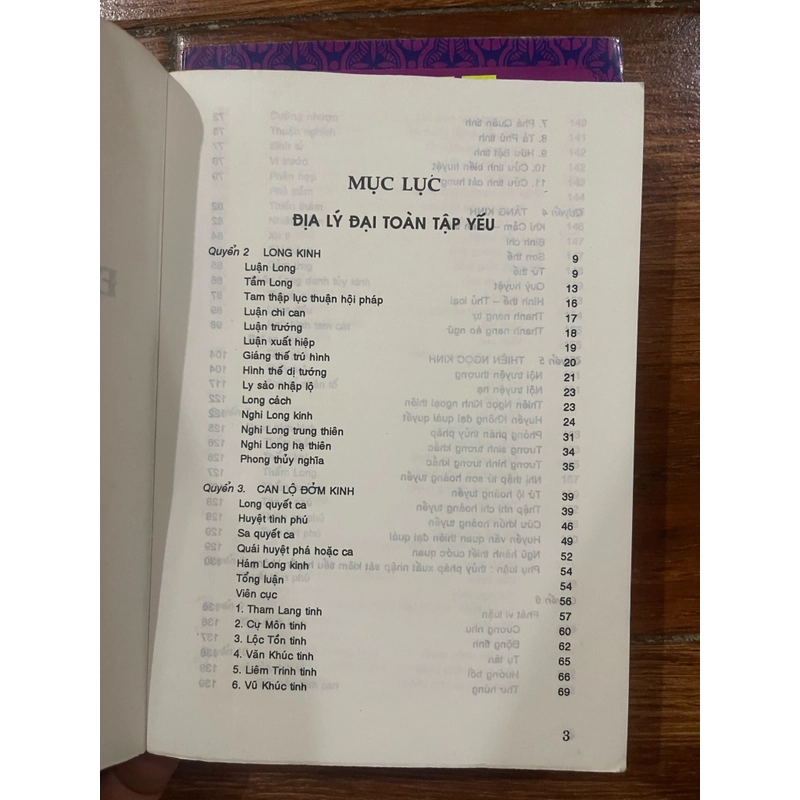 MỤC LỤC
ĐỊA LÝ ĐẠI TOÀN TẬP YẾU
Quyển 2 LONG KINH 9
Luận Long 9
Tầm Long 13
Tam thập lục thuận hội pháp 16
Luận chi can 17
Luận trướng 18
Luận xuất hiệp 19
Giáng thế trú hình 20
Hình thế dị tướng 21
Ly sào nhập lộ 23
Long cách 23
Nghi Long kinh 24
Nghi Long trung thiên 31
Nghi Long hạ thiên 34
Phong thủy nghĩa 35
Quyển 3. CAN LỘ ĐỞM KINH 39
Long quyết ca 39
Huyệt tinh phú 46
Sa quyết ca 49
Quái huyệt phá hoặc ca 52
Hám Long kinh 54
Tổng luận 54
Viên cục 56
1. Tham Lang tinh 57
2. Cự Môn tinh 60
3. Lộc Tồn tinh 62
4. Văn Khúc tinh 65
5. Liêm Trinh tinh 66
6. Vũ Khúc tinh 69
3